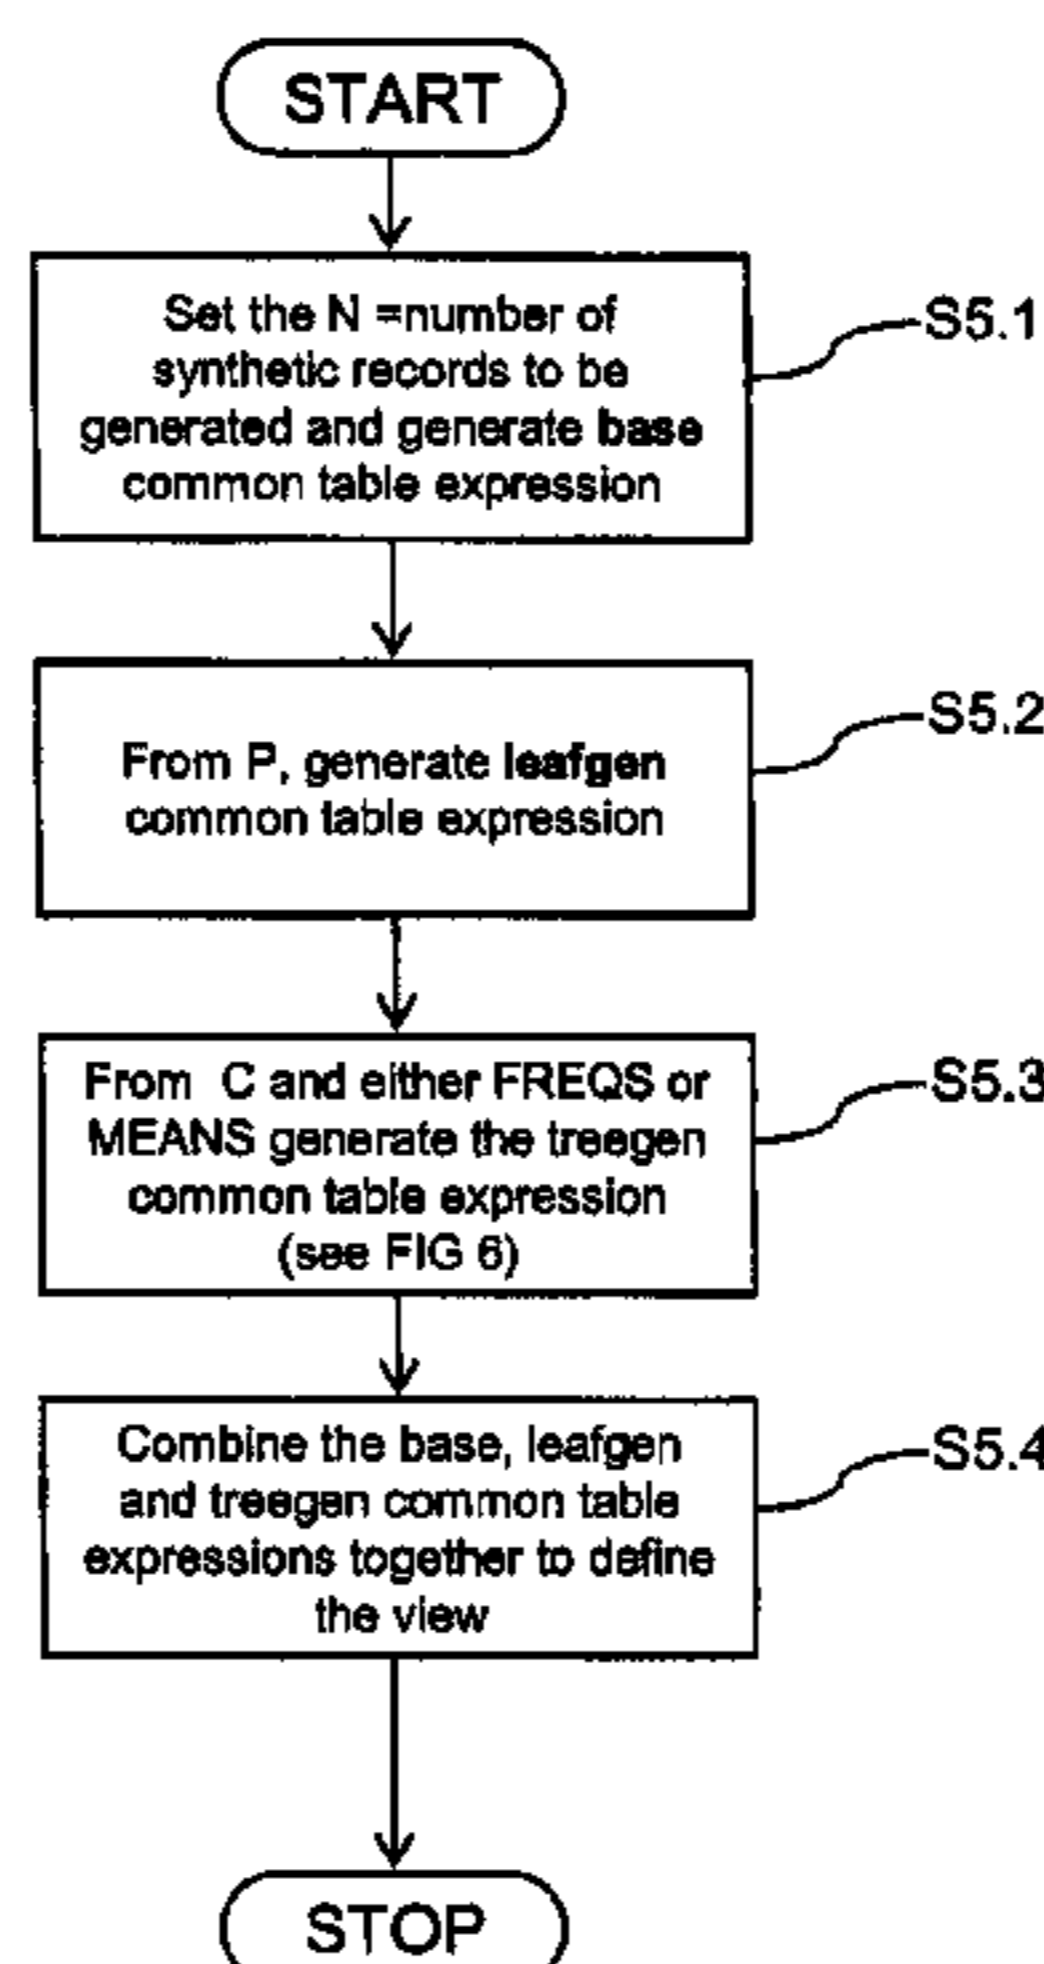 START
Set the N =number of
synthetic records to be
generated and generate base
common table expression
S5.1
From P, generate leafgen
common table expression
S5.2
From C and either FREQS or
MEANS generate the treegen
common table expression
(see FIG 6)
S5.3
Combine the base, leafgen
and treegen common table
expressions together to define
the view
S5.4
STOP